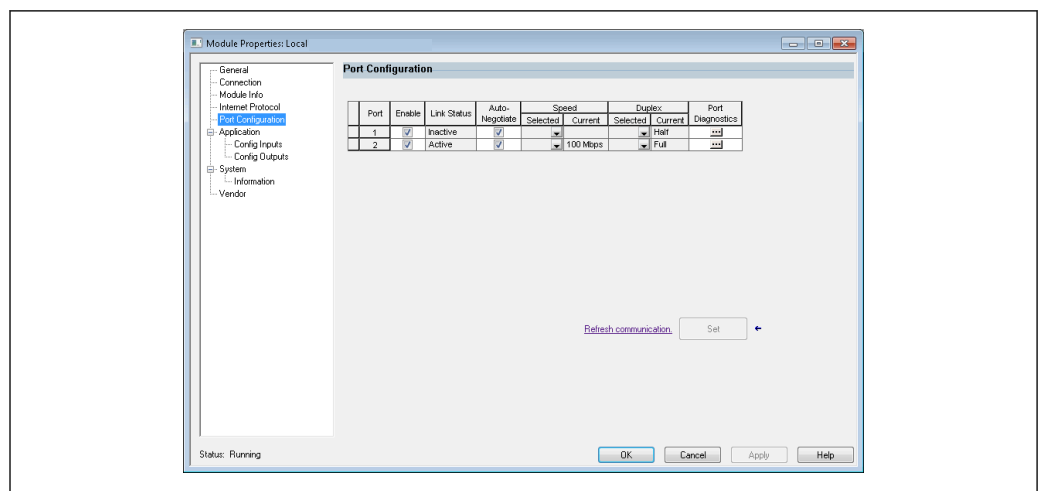 Module Properties: Local
General
Connection
Module Info
Internet Protocol
Port Configuration
Application
Config Inputs
Config Outputs
System
Information
Vendor
Port Configuration
Port Enable Link Status Auto-Negotiate Speed Duplex Port Diagnostics
Selected Current Selected Current
1 Inactive Half ...
2 Active 100 Mbps Full ...
Refresh communication. Set
Status: Running OK Cancel Apply Help